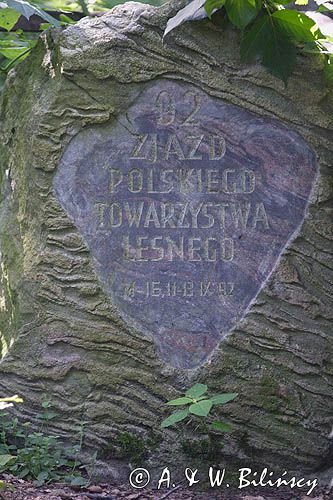 92
ZJAZD
POLSKIEGO
TOWARZYSTWA
LEŚNEGO
© A. & W. Bilińscy